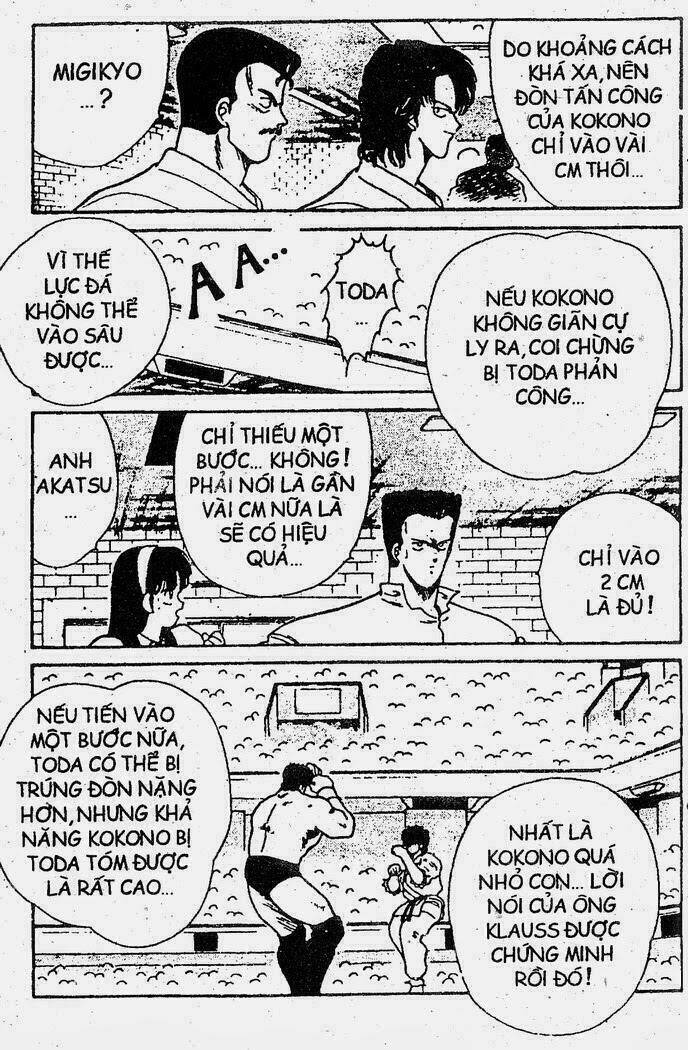 MIGIKYO
...?
DO KHOẢNG CÁCH
KHÁ XA, NÊN
ĐÒN TẤN CÔNG
CỦA KOKONO
CHỈ VÀO VÀI
CM THÔI...
VÌ THẾ
LỰC ĐÁ
KHÔNG THỂ
VÀO SÂU
ĐƯỢC...
AA...
TODA
...
NẾU KOKONO
KHÔNG GIÃN CỰ
LY RA, COI CHỪNG
BỊ TODA PHẢN
CÔNG...
ANH
AKATSU
...
CHỈ THIẾU MỘT
BƯỚC... KHÔNG!
PHẢI NÓI LÀ GẦN
VÀI CM NỮA LÀ
SẼ CÓ HIỆU
QUẢ...
CHỈ VÀO
2 CM
LÀ ĐỦ!
NẾU TIẾN VÀO
MỘT BƯỚC NỮA,
TODA CÓ THỂ BỊ
TRÚNG ĐÒN NẶNG
HƠN, NHƯNG KHẢ
NĂNG KOKONO BỊ
TODA TÓM ĐƯỢC
LÀ RẤT CAO...
NHẤT LÀ
KOKONO QUÁ
NHỎ CON... LỜI
NÓI CỦA ÔNG
KLAUSS ĐƯỢC
CHỨNG MINH
RỒI ĐÓ!